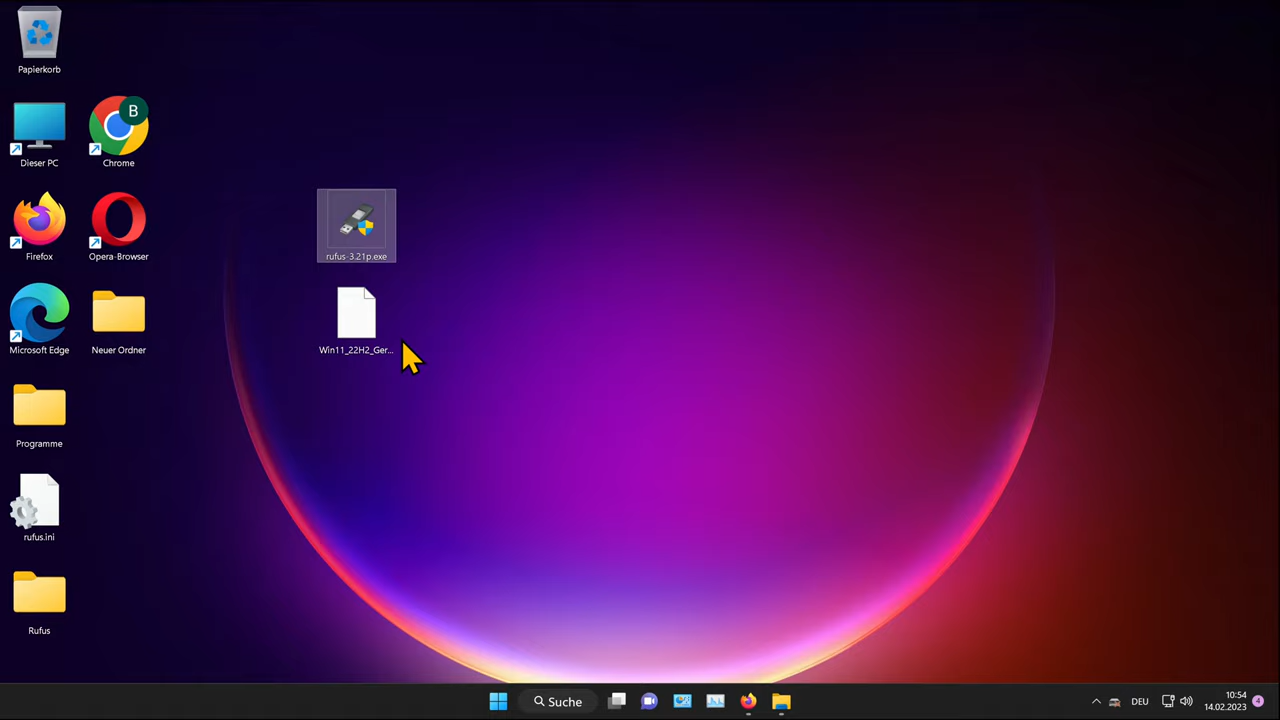 Papierkorb
B
Dieser PC
Chrome
rufus-3.21p.exe
Firefox
Opera-Browser
Win11_22H2_Ger...
Microsoft Edge
Neuer Ordner
Programme
rufus.ini
Rufus
Suche
DEU
10:54
14.02.2023
4